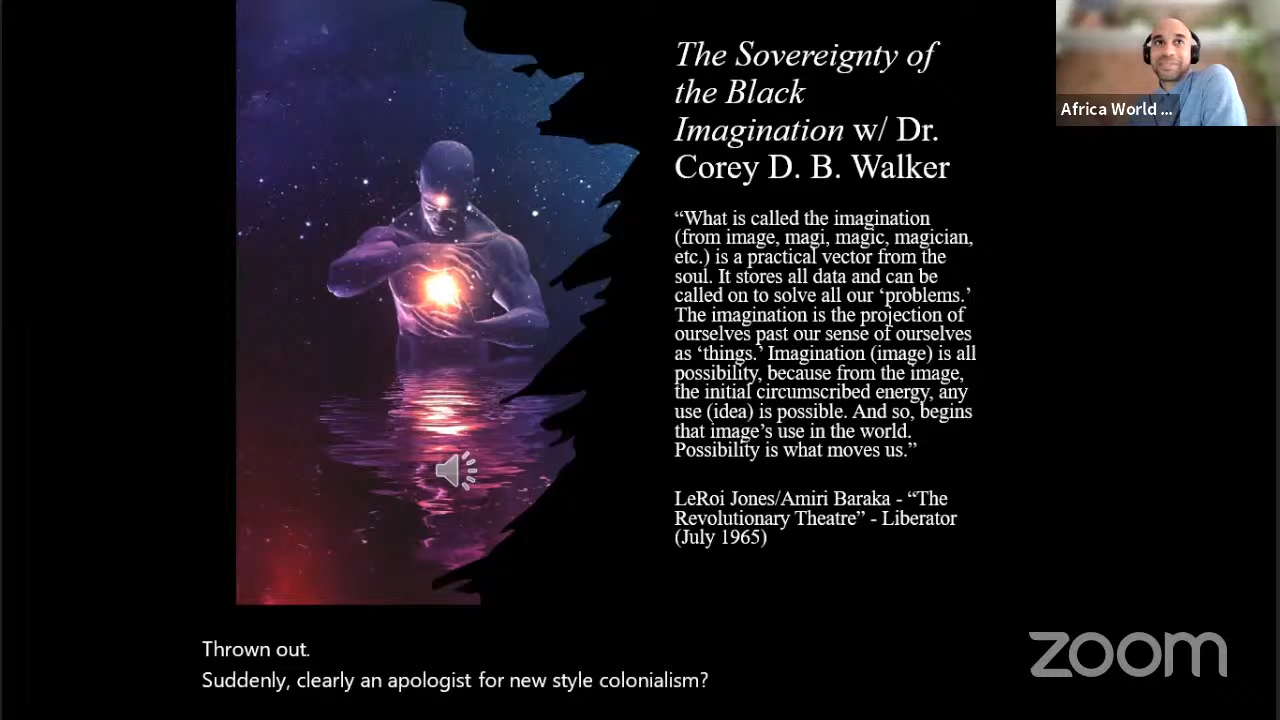 The Sovereignty of
the Black
Imagination w/ Dr.
Corey D. B. Walker
“What is called the imagination
(from image, magi, magic, magician,
etc.) is a practical vector from the
soul. It stores all data and can be
called on to solve all our ‘problems.’
The imagination is the projection of
ourselves past our sense of ourselves
as ‘things.’ Imagination (image) is all
possibility, because from the image,
the initial circumscribed energy, any
use (idea) is possible. And so, begins
that image’s use in the world.
Possibility is what moves us.”
LeRoi Jones/Amiri Baraka - “The
Revolutionary Theatre” - Liberator
(July 1965)
Africa World ...
Thrown out.
Suddenly, clearly an apologist for new style colonialism?
zoom